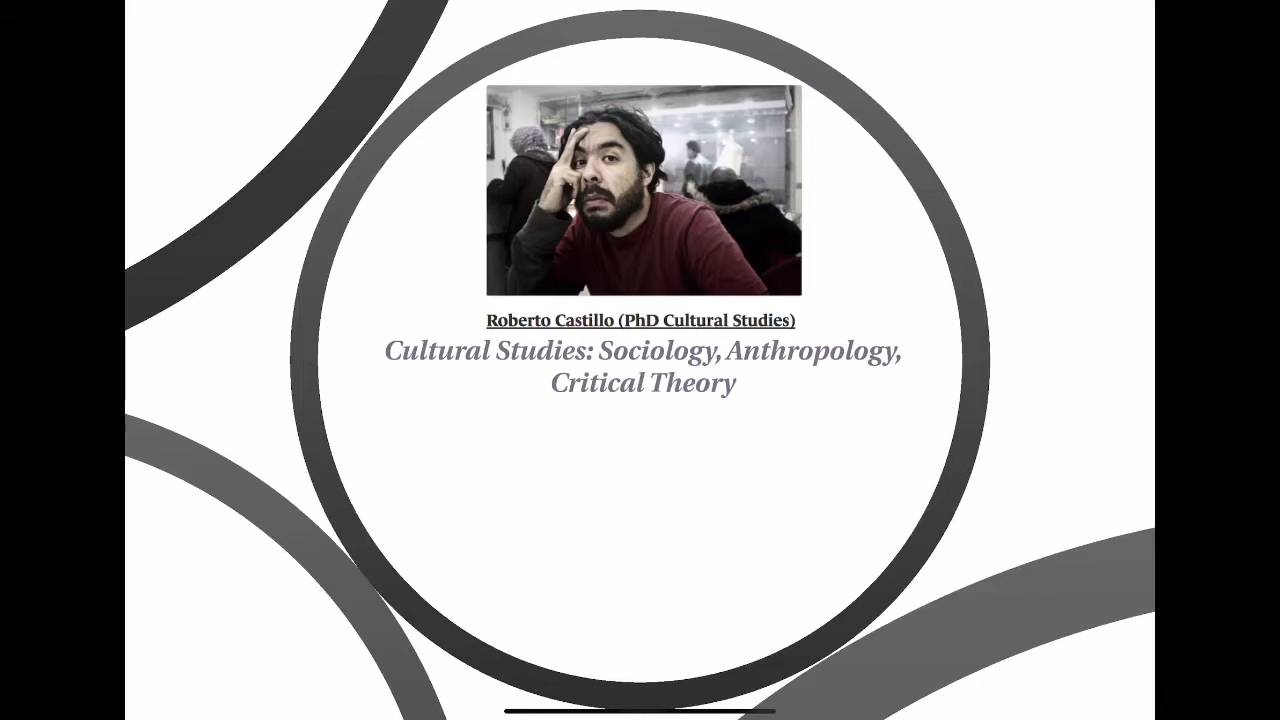 Roberto Castillo (PhD Cultural Studies)
Cultural Studies: Sociology, Anthropology,
Critical Theory